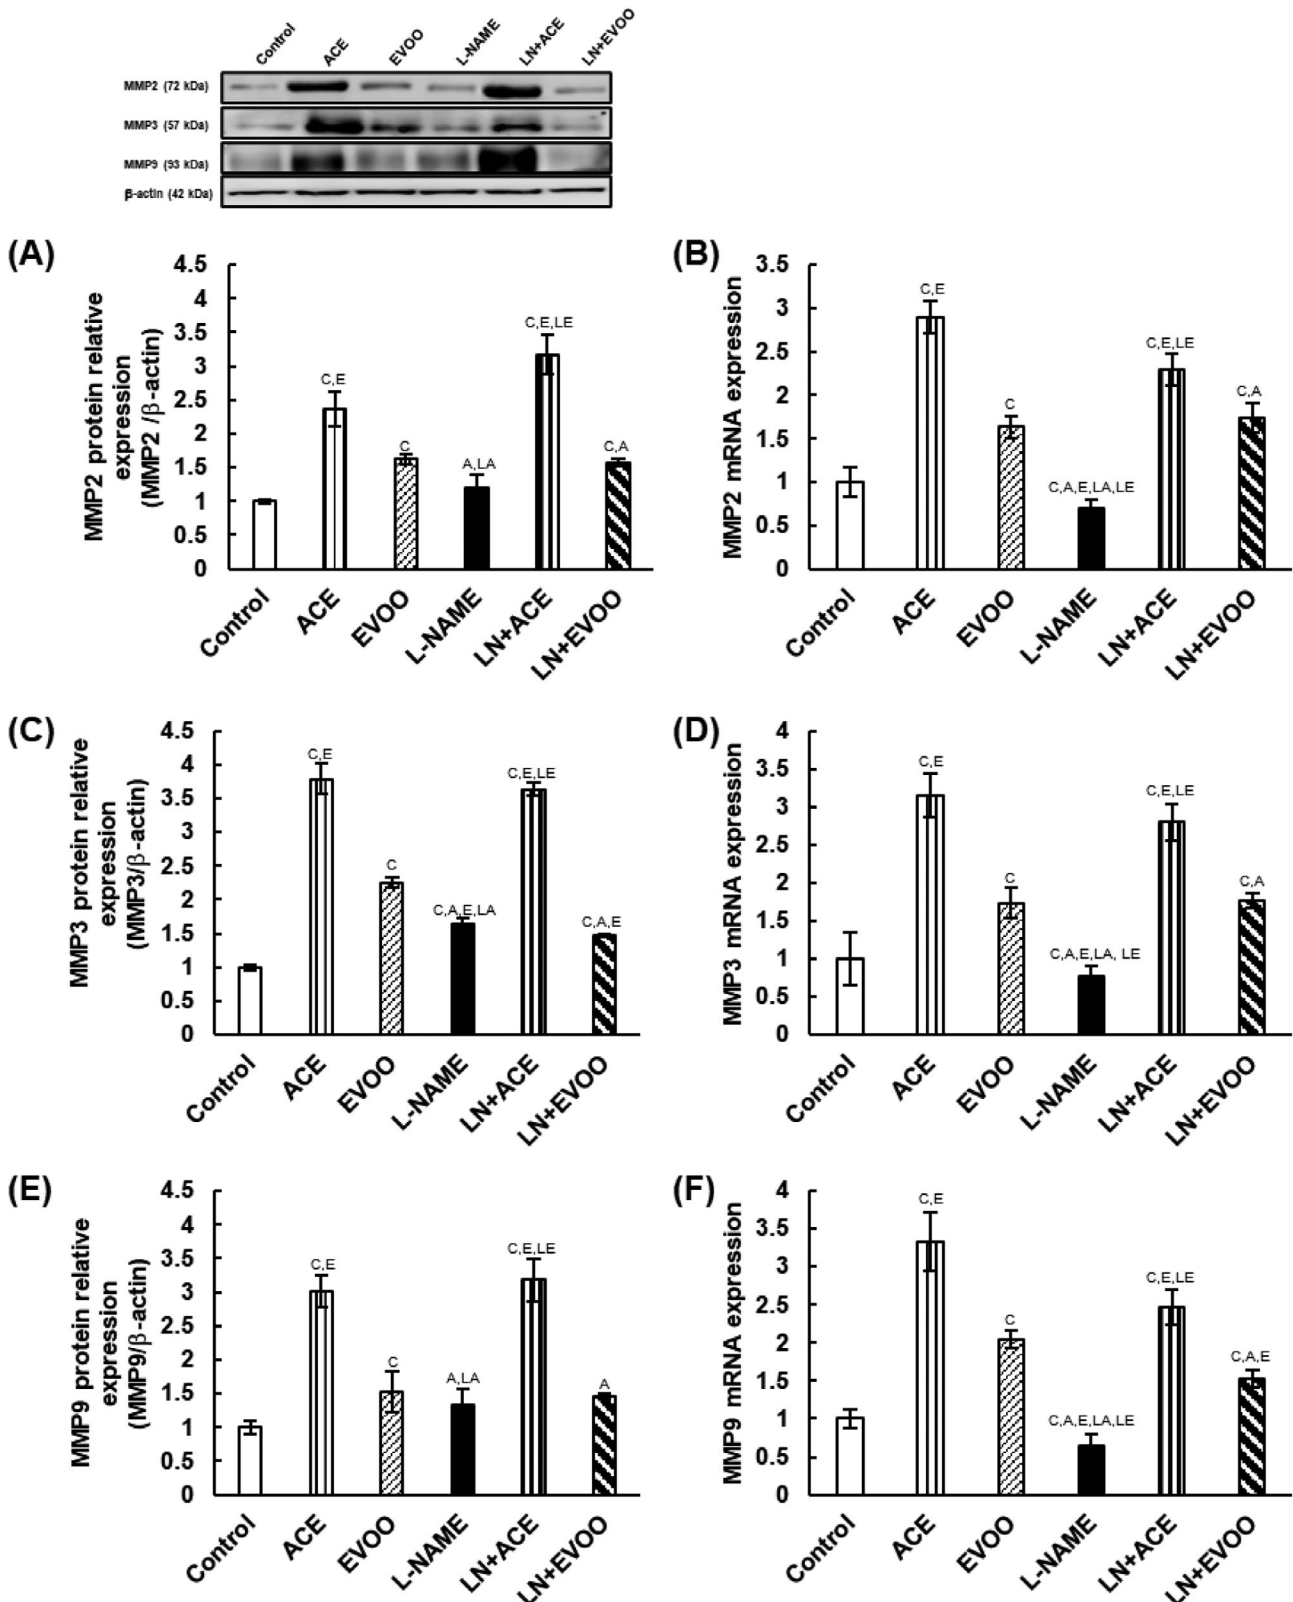 Control ACE EVOO L-NAME LN+ACE LN+EVOO
MMP2 (72 kDa)
MMP3 (57 kDa)
MMP9 (93 kDa)
β-actin (42 kDa)
(A)
MMP2 protein relative
expression
(MMP2 /β-actin)
4.5
4
3.5
3
2.5
2
1.5
1
0.5
0
C,E
C
A,LA
C,E,LE
C,A
Control ACE EVOO L-NAME LN+ACE LN+EVOO
(B)
MMP2 mRNA expression
3.5
3
2.5
2
1.5
1
0.5
0
C,E
C
C,A,E,LA,LE
C,E,LE
C,A
Control ACE EVOO L-NAME LN+ACE LN+EVOO
(C)
MMP3 protein relative
expression
(MMP3/β-actin)
4.5
4
3.5
3
2.5
2
1.5
1
0.5
0
C,E
C
C,A,E,LA
C,E,LE
C,A,E
Control ACE EVOO L-NAME LN+ACE LN+EVOO
(D)
MMP3 mRNA expression
4
3.5
3
2.5
2
1.5
1
0.5
0
C,E
C
C,A,E,LA, LE
C,E,LE
C,A
Control ACE EVOO L-NAME LN+ACE LN+EVOO
(E)
MMP9 protein relative
expression
(MMP9/β-actin)
4.5
4
3.5
3
2.5
2
1.5
1
0.5
0
C,E
C
A,LA
C,E,LE
A
Control ACE EVOO L-NAME LN+ACE LN+EVOO
(F)
MMP9 mRNA expression
4
3.5
3
2.5
2
1.5
1
0.5
0
C,E
C
C,A,E,LA,LE
C,E,LE
C,A,E
Control ACE EVOO L-NAME LN+ACE LN+EVOO